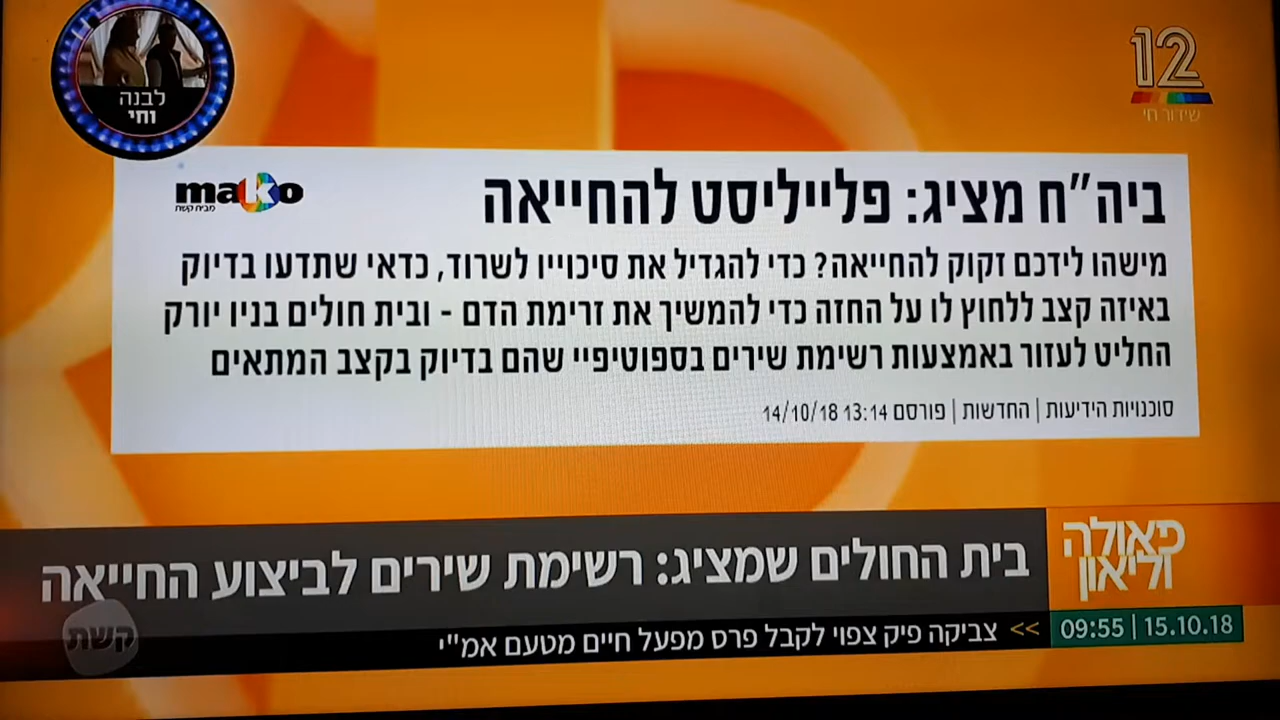 לבנה
וחי
12
שידור חי
mako
מבית קשת
ביה"ח מציג: פלייליסט להחייאה
מישהו לידכם זקוק להחייאה? כדי להגדיל את סיכוייו לשרוד, כדאי שתדעו בדיוק
באיזה קצב ללחוץ לו על החזה כדי להמשיך את זרימת הדם - ובית חולים בניו יורק
החליט לעזור באמצעות רשימת שירים בספוטיפיי שהם בדיוק בקצב המתאים
סוכנויות הידיעות | החדשות | פורסם 13:14 14/10/18
פאולה
וליאון
בית החולים שמציג: רשימת שירים לביצוע החייאה
09:55 | 15.10.18
>> צביקה פיק צפוי לקבל פרס מפעל חיים מטעם אמ"י
קשת